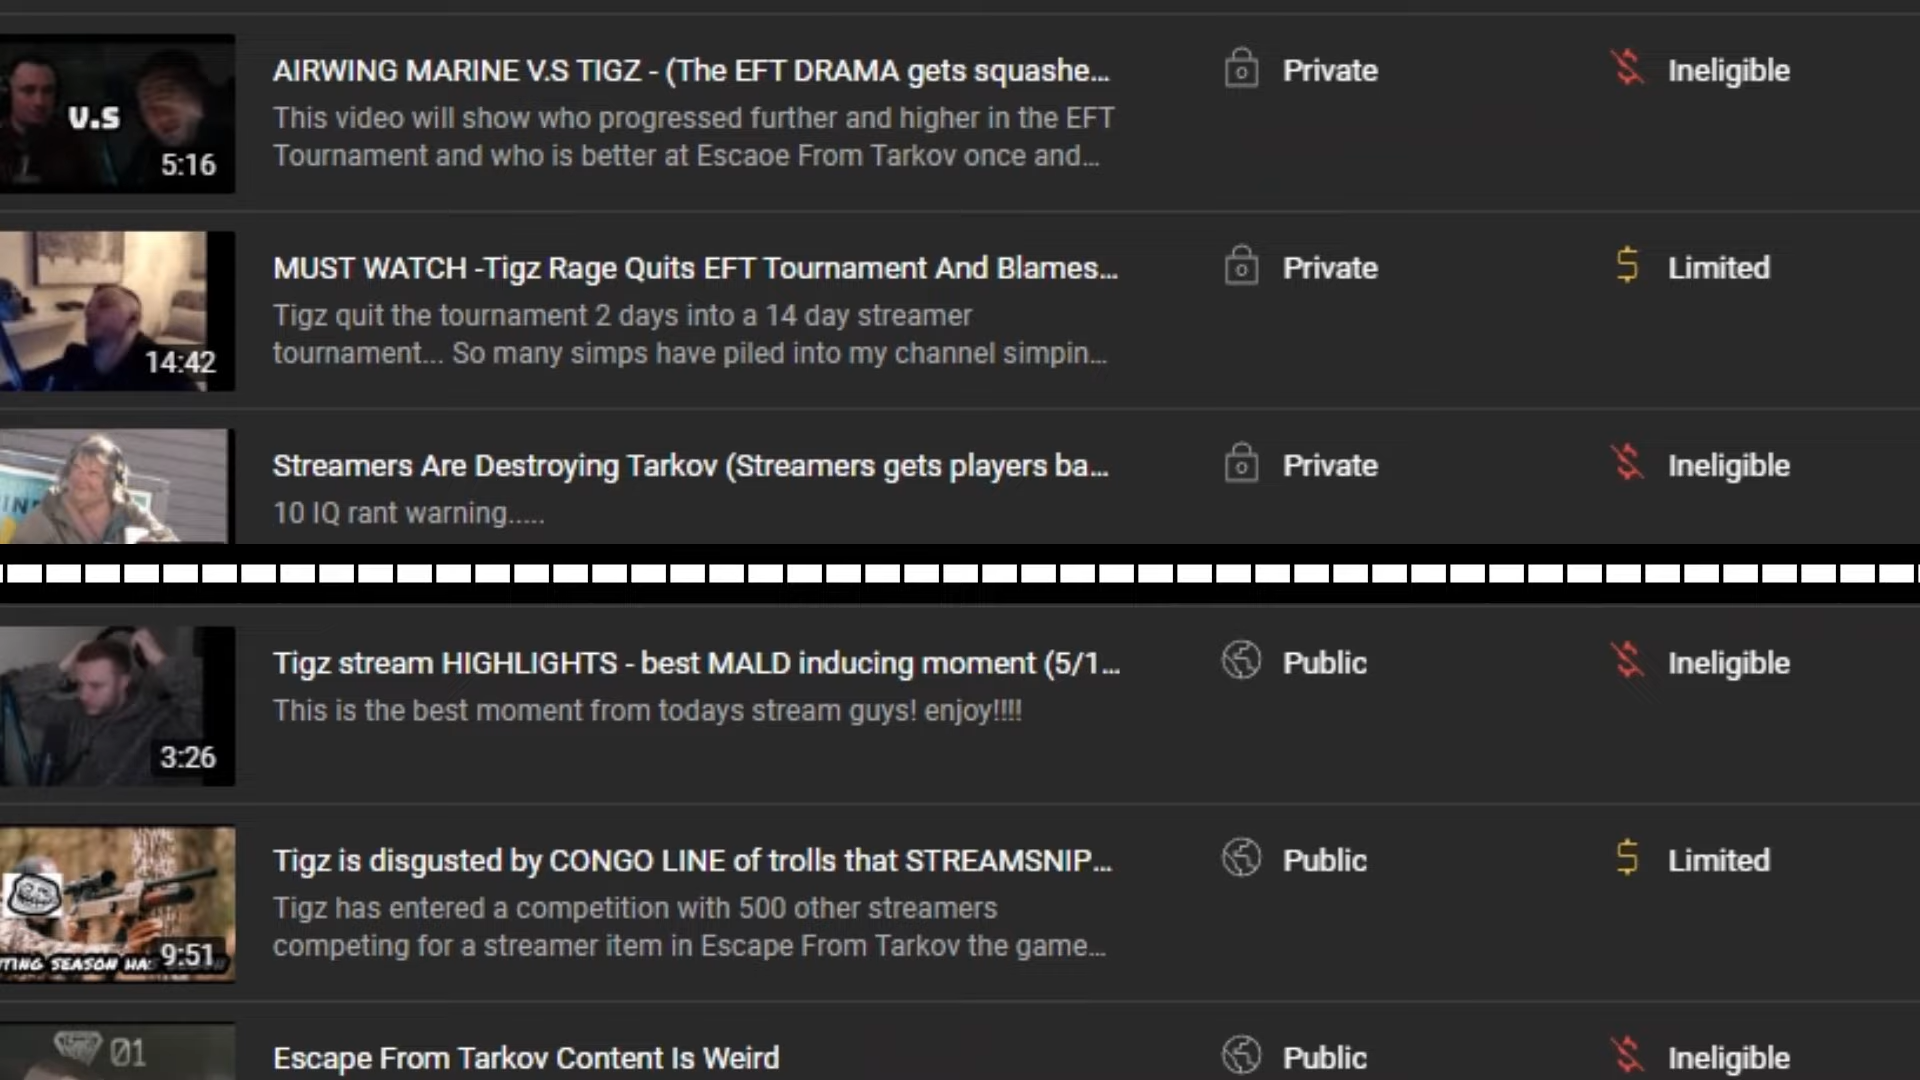 AIRWING MARINE V.S TIGZ - (The EFT DRAMA gets squashe...
Private
Ineligible
This video will show who progressed further and higher in the EFT
Tournament and who is better at Escaoe From Tarkov once and...
V.S
5:16
MUST WATCH -Tigz Rage Quits EFT Tournament And Blames...
Private
Limited
Tigz quit the tournament 2 days into a 14 day streamer
tournament... So many simps have piled into my channel simpin...
14:42
Streamers Are Destroying Tarkov (Streamers gets players ba...
Private
Ineligible
10 IQ rant warning.....
Tigz stream HIGHLIGHTS - best MALD inducing moment (5/1...
Public
Ineligible
This is the best moment from todays stream guys! enjoy!!!!
3:26
Tigz is disgusted by CONGO LINE of trolls that STREAMSNIP...
Public
Limited
Tigz has entered a competition with 500 other streamers
competing for a streamer item in Escape From Tarkov the game...
9:51
TING SEASON HA
01
Escape From Tarkov Content Is Weird
Public
Ineligible